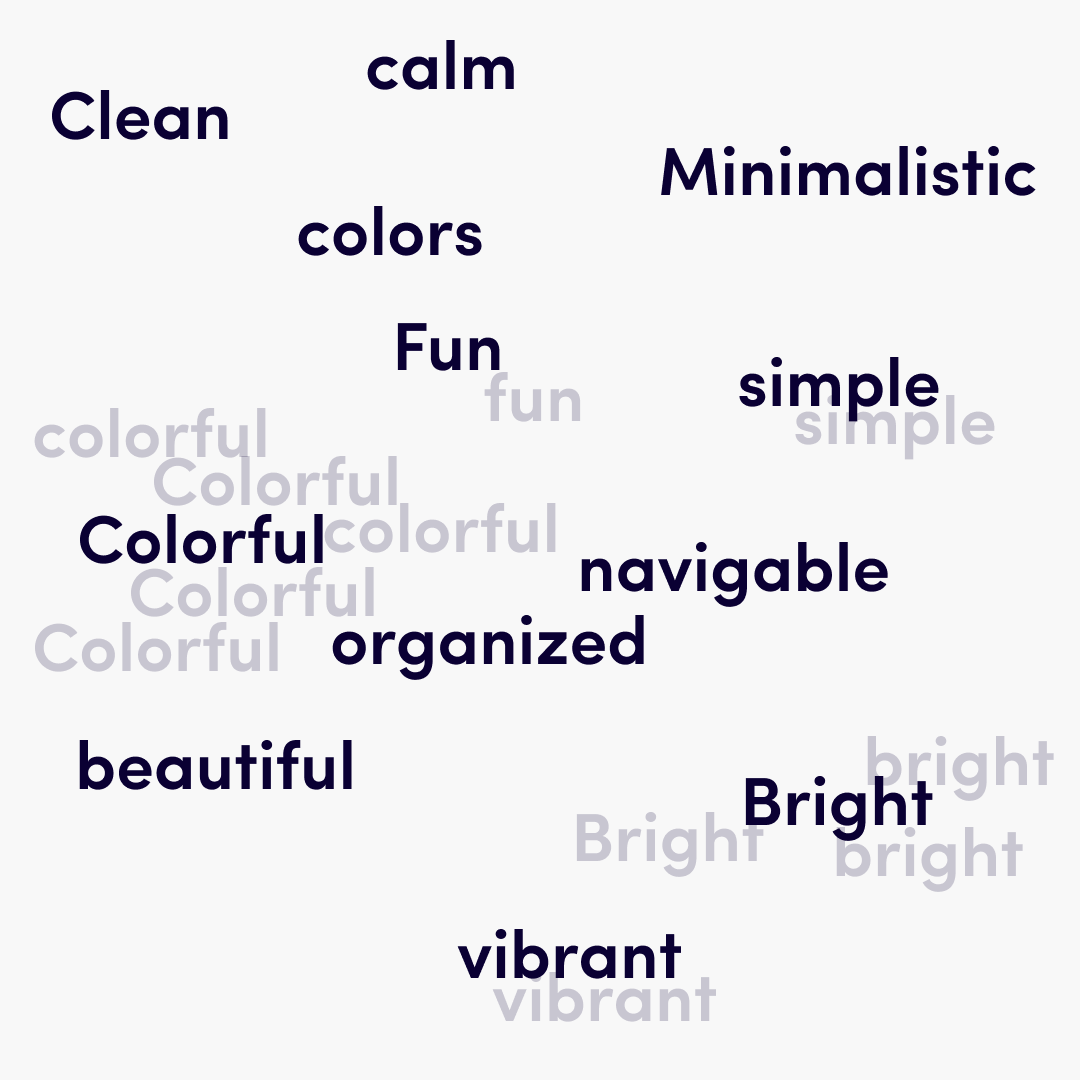 calm
Clean
Minimalistic
colors
Fun
simple
fun
simple
colorful
Colorful
colorful
Colorful
navigable
Colorful
organized
Colorful
beautiful
bright
Bright
Bright
bright
vibrant
vibrant